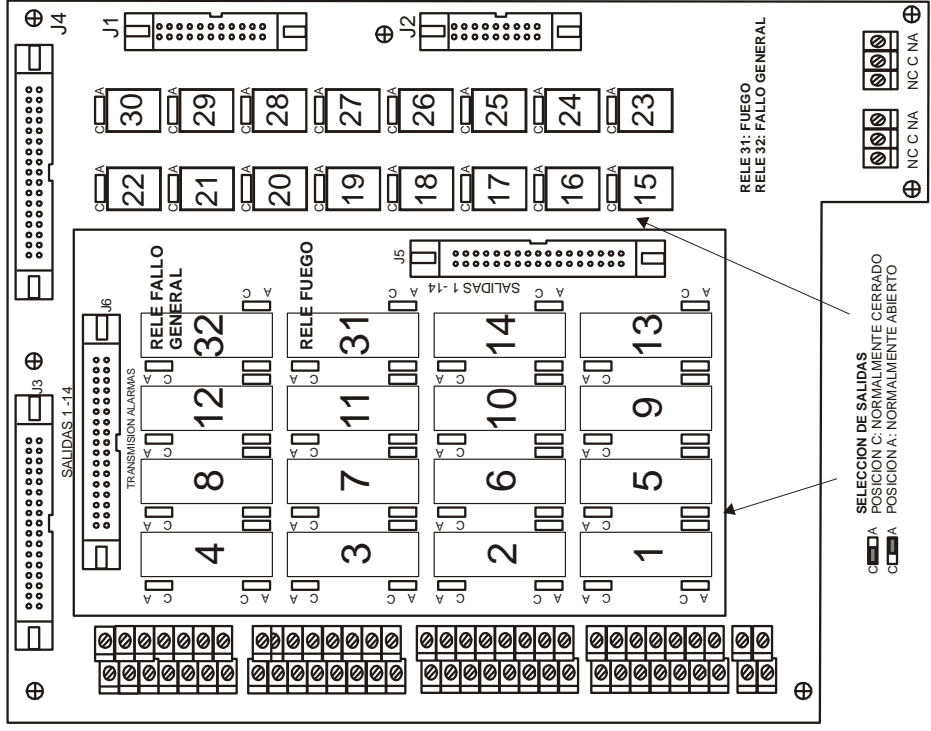 J4
J1
J2
C A
30
C A
29
C A
28
C A
27
C A
26
C A
25
C A
24
C A
23
C A
22
C A
21
C A
20
C A
19
C A
18
C A
17
C A
16
C A
15
RELE 31: FUEGO
RELE 32: FALLO GENERAL
NC C NA
NC C NA
J3
SALIDAS 1 -14
J6
TRANSMISION ALARMAS
J5
SALIDAS 1 -14
RELE FALLO
GENERAL
RELE FUEGO
C A
32
A C
C A
31
A C
C A
14
A C
C A
13
A C
C A
12
A C
C A
11
A C
C A
10
A C
C A
9
A C
C A
8
A C
C A
7
A C
C A
6
A C
C A
5
A C
C A
4
A C
C A
3
A C
C A
2
A C
C A
1
A C
SELECCION DE SALIDAS
C A POSICION C: NORMALMENTE CERRADO
C A POSICION A: NORMALMENTE ABIERTO